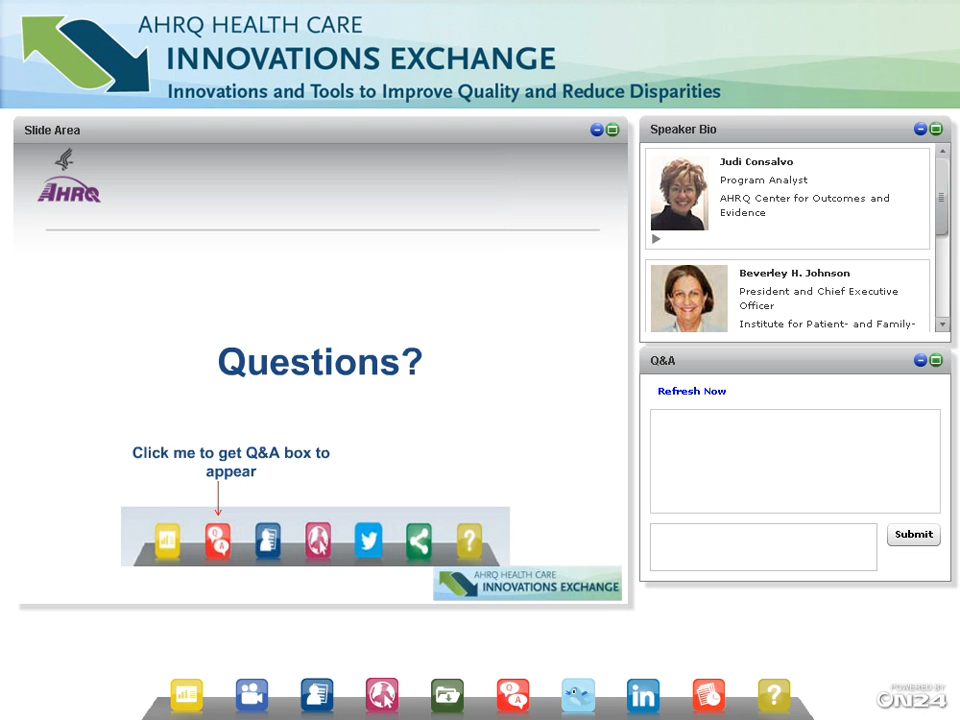 AHRQ HEALTH CARE
INNOVATIONS EXCHANGE
Innovations and Tools to Improve Quality and Reduce Disparities
Slide Area
AHRQ
Questions?
Click me to get Q&A box to
appear
Q
A
?
AHRQ HEALTH CARE
INNOVATIONS EXCHANGE
Speaker Bio
Judi Consalvo
Program Analyst
AHRQ Center for Outcomes and
Evidence
Beverley H. Johnson
President and Chief Executive
Officer
Institute for Patient- and Family-
Q&A
Refresh Now
Submit
Q
A
in
?
POWERED BY
ON24